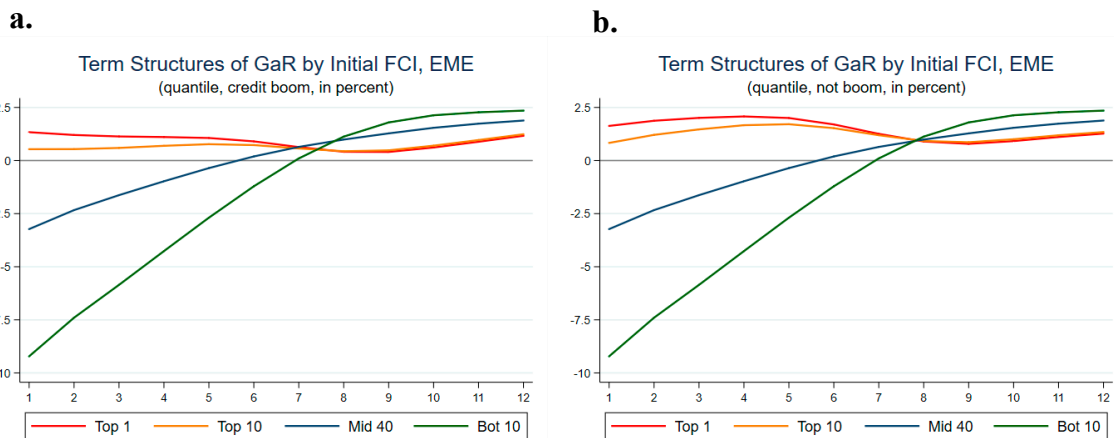 a.
Term Structures of GaR by Initial FCI, EME
(quantile, credit boom, in percent)
0
-5
10
1 2 3 4 5 6 7 8 9 10 11 12
Top 1 Top 10 Mid 40 Bot 10
b.
Term Structures of GaR by Initial FCI, EME
(quantile, not boom, in percent)
2.5
0
-2.5
-5
-7.5
-10
1 2 3 4 5 6 7 8 9 10 11 12
Top 1 Top 10 Mid 40 Bot 10